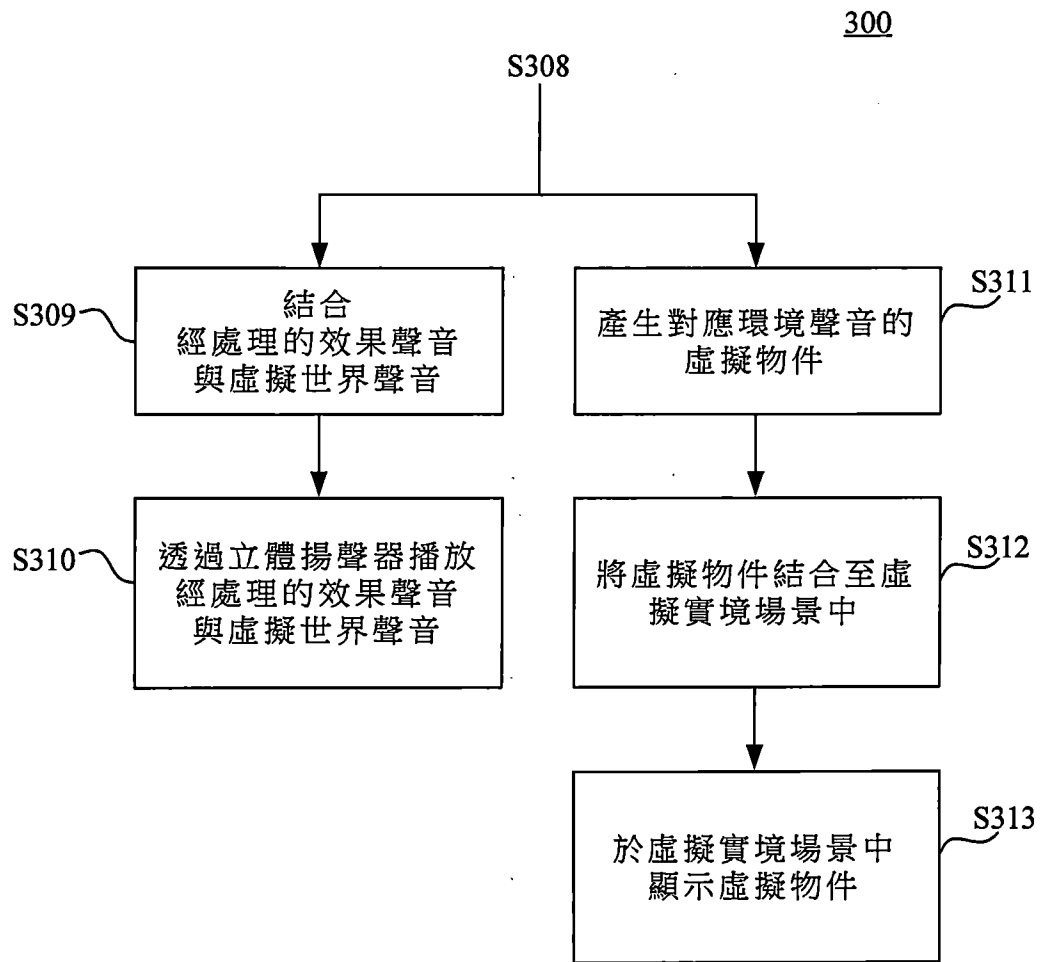 300
S308
S309
結合
經處理的效果聲音
與虛擬世界聲音
S311
產生對應環境聲音的
虛擬物件
S310
透過立體揚聲器播放
經處理的效果聲音
與虛擬世界聲音
S312
將虛擬物件結合至虛
擬實境場景中
S313
於虛擬實境場景中
顯示虛擬物件